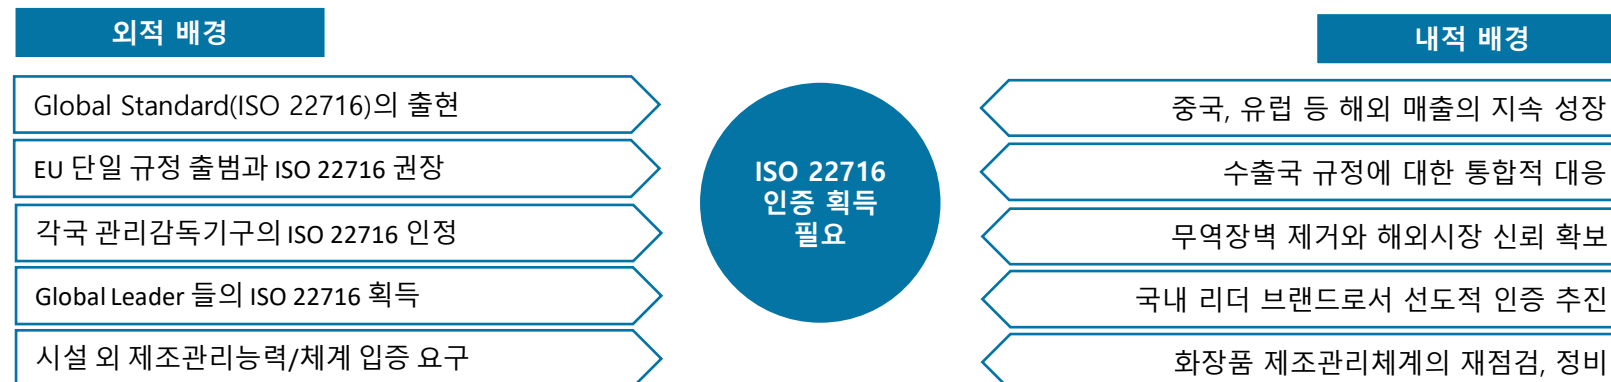 외적 배경
Global Standard(ISO 22716)의 출현
EU 단일 규정 출범과 ISO 22716 권장
각국 관리감독기구의 ISO 22716 인정
Global Leader 들의 ISO 22716 획득
시설 외 제조관리능력/체계 입증 요구
ISO 22716
인증 획득
필요
내적 배경
중국, 유럽 등 해외 매출의 지속 성장
수출국 규정에 대한 통합적 대응
무역장벽 제거와 해외시장 신뢰 확보
국내 리더 브랜드로서 선도적 인증 추진
화장품 제조관리체계의 재점검, 정비